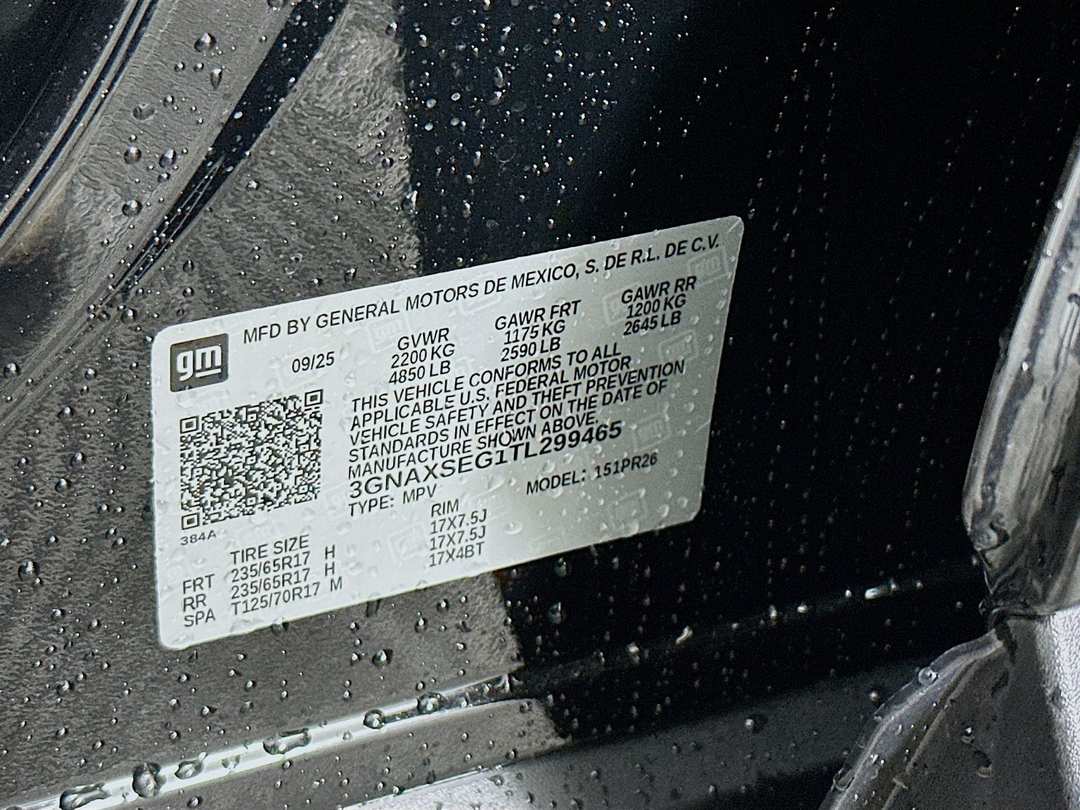 MFD BY GENERAL MOTORS DE MEXICO, S. DE R.L. DE C.V.
gm
09/25
GVWR GAWR FRT GAWR RR
2200 KG 1175 KG 1200 KG
4850 LB 2590 LB 2645 LB
THIS VEHICLE CONFORMS TO ALL
APPLICABLE U.S. FEDERAL MOTOR
VEHICLE SAFETY AND THEFT PREVENTION
STANDARDS IN EFFECT ON THE DATE OF
MANUFACTURE SHOWN ABOVE.
3GNAXSEG1TL299465
TYPE: MPV MODEL: 151PR26
384A
TIRE SIZE RIM
FRT 235/65R17 H 17X7.5J
RR 235/65R17 H 17X7.5J
SPA T125/70R17 M 17X4BT